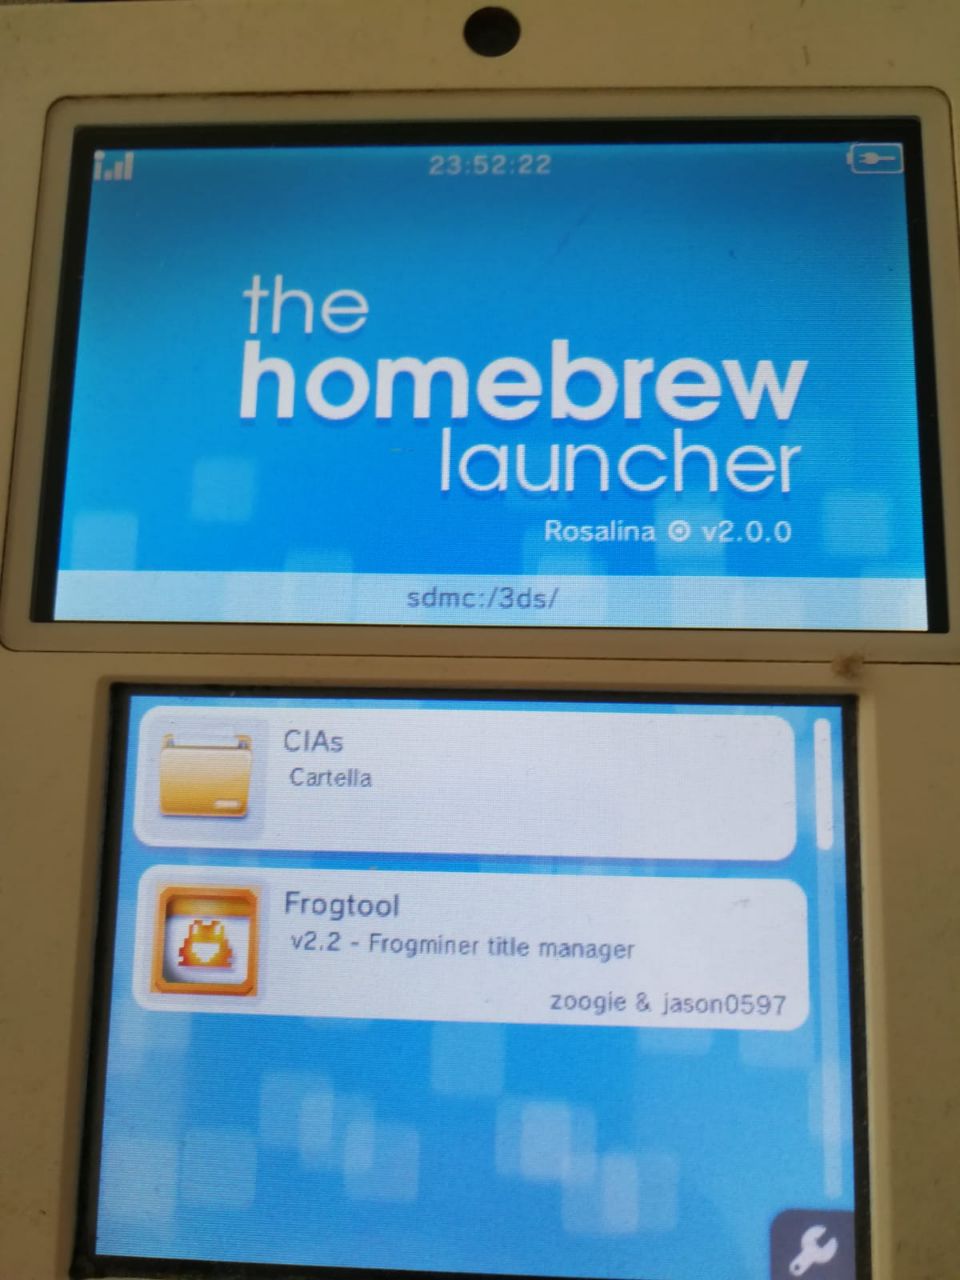 23:52:22
the
homebrew
launcher
Rosalina v2.0.0
sdmc:/3ds/
CIAs
Cartella
Frogtool
v2.2 - Frogminer title manager
zoogie & jason0597